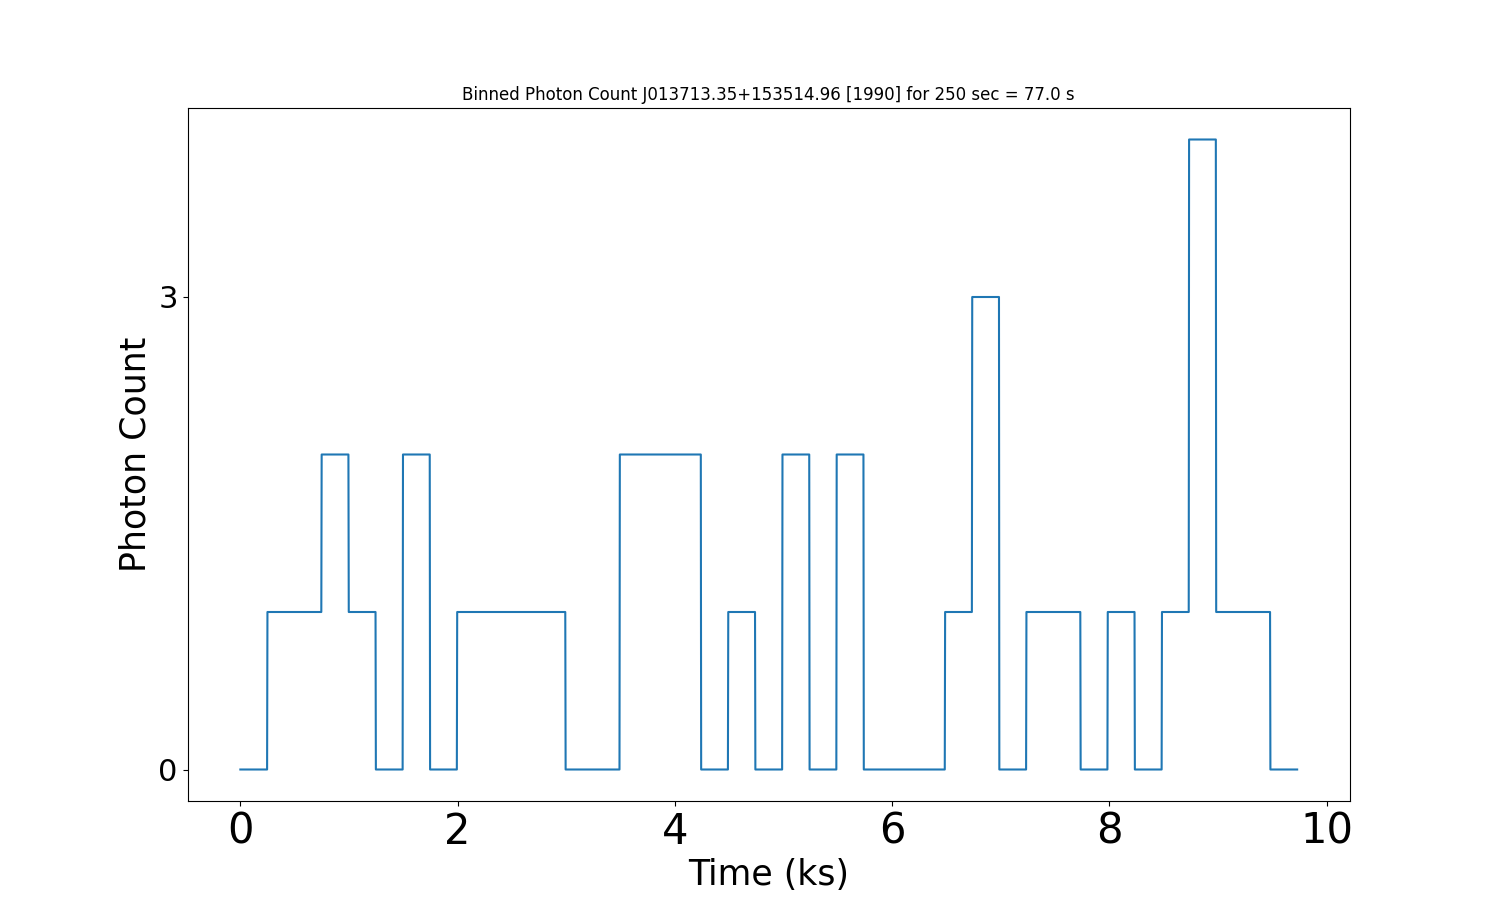 Binned Photon Count J013713.35+153514.96 [1990] for 250 sec = 77.0 s
3
Photon Count
0
0 2 4 6 8 10
Time (ks)